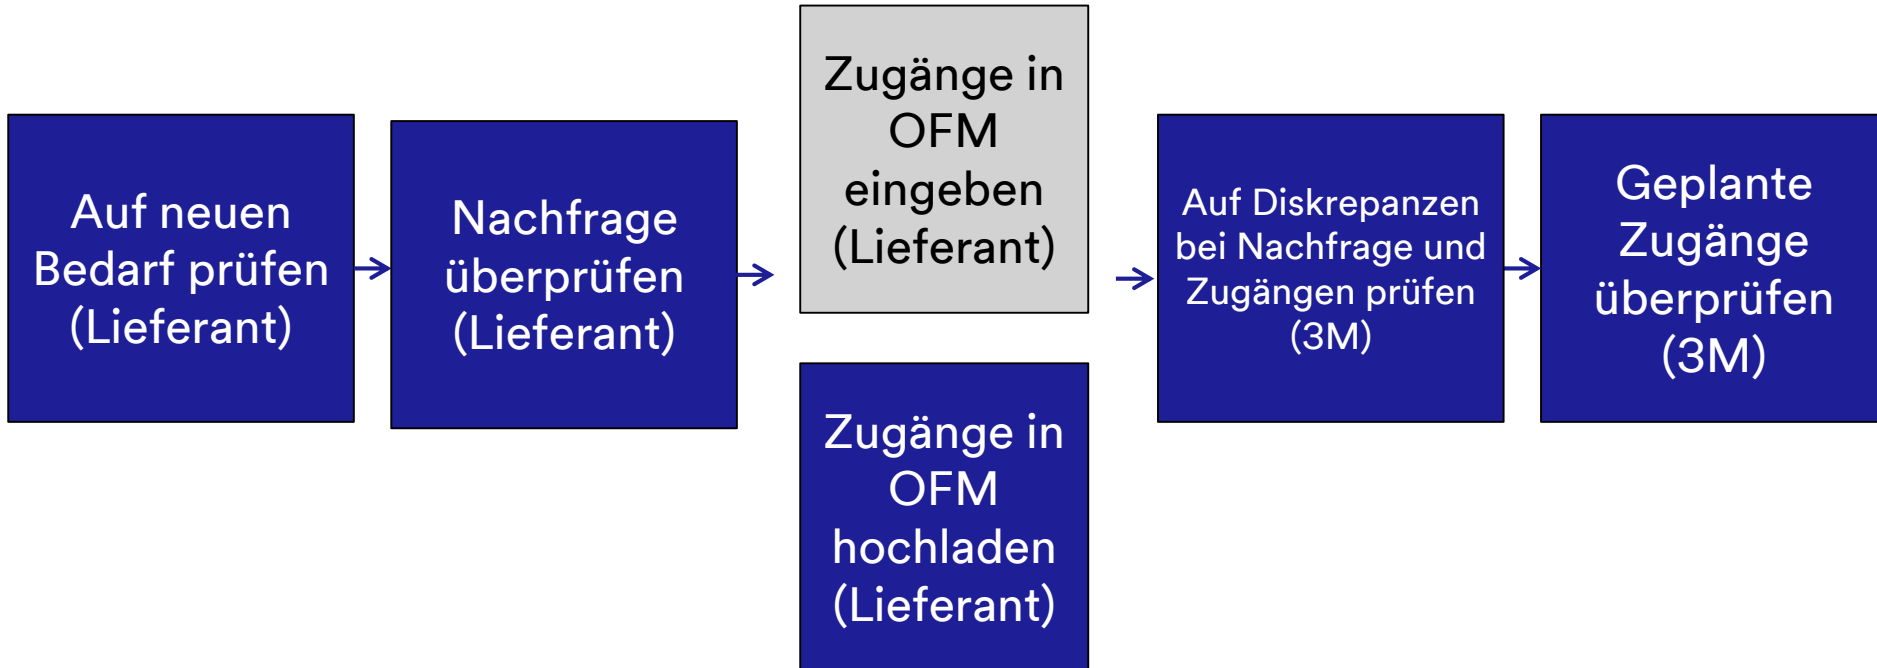 Auf neuen
Bedarf prüfen
(Lieferant)
Nachfrage
überprüfen
(Lieferant)
Zugänge in
OFM
eingeben
(Lieferant)
Zugänge in
OFM
hochladen
(Lieferant)
Auf Diskrepanzen
bei Nachfrage und
Zugängen prüfen
(3M)
Geplante
Zugänge
überprüfen
(3M)